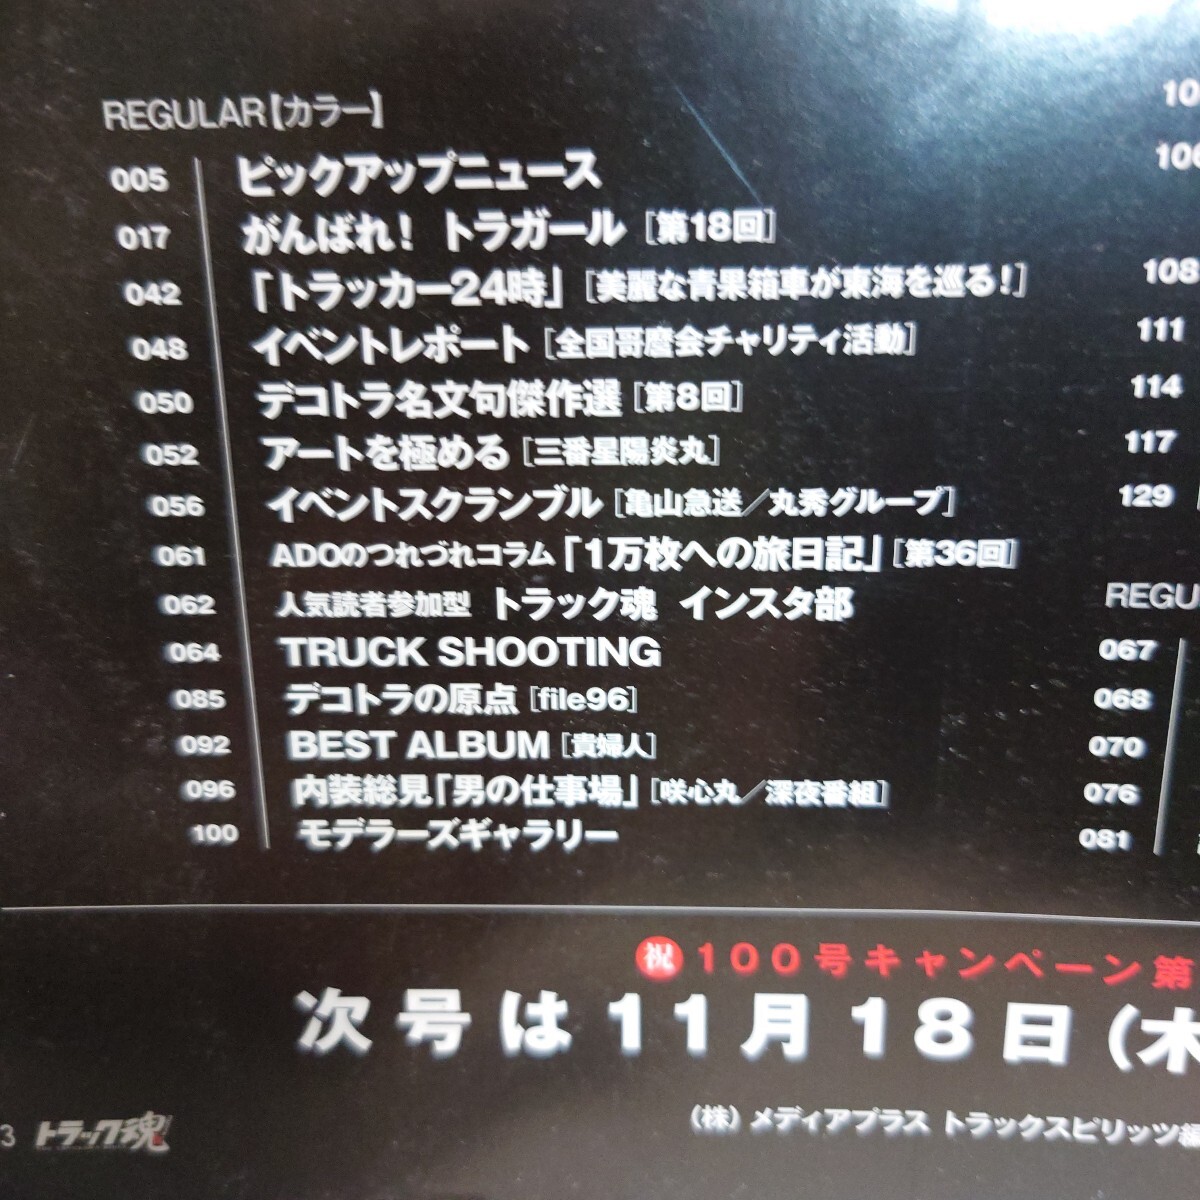 REGULAR【カラー】
005 ピックアップニュース
017 がんばれ! トラガール [第18回]
042 「トラッカー24時」 [美麗な青果箱車が東海を巡る!]
048 イベントレポート [全国哥麿会チャリティ活動]
050 デコトラ名文句傑作選 [第8回]
052 アートを極める [三番星陽炎丸]
056 イベントスクランブル [亀山急送/丸秀グループ]
061 ADOのつれづれコラム 「1万枚への旅日記」 [第36回]
062 人気読者参加型 トラック魂 インスタ部
064 TRUCK SHOOTING
085 デコトラの原点 [file96]
092 BEST ALBUM [貴婦人]
096 内装総見「男の仕事場」 [咲心丸/深夜番組]
100 モデラーズギャラリー
108
111
114
117
129
REGU
067
068
070
076
081
祝 100号キャンペーン第
次号は11月18日(木
(株) メディアプラス トラックスピリッツ編
3 トラック魂